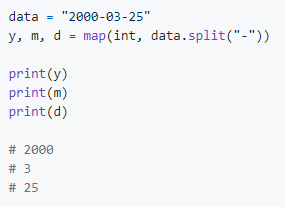 data = "2000-03-25"
y, m, d = map(int, data.split("-"))
print(y)
print(m)
print(d)
# 2000
# 3
# 25